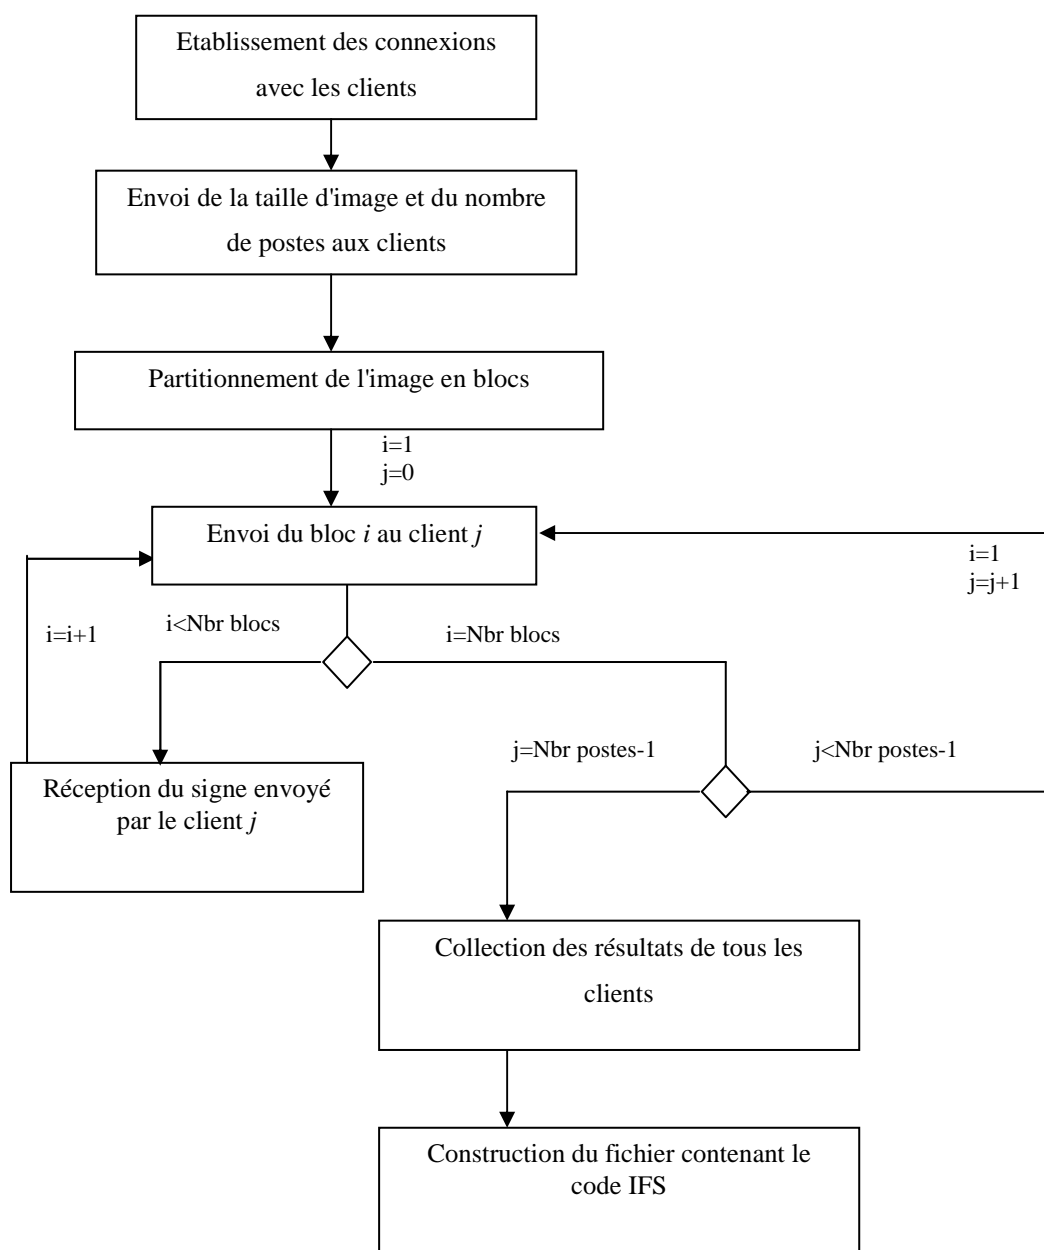 Etablissement des connexions
avec les clients
Envoi de la taille d'image et du nombre
de postes aux clients
Partitionnement de l'image en blocs
i=1
j=0
Envoi du bloc i au client j
i=1
j=j+1
i<Nbr blocs
i=i+1
i=Nbr blocs
j=Nbr postes-1
j<Nbr postes-1
Réception du signe envoyé
par le client j
Collection des résultats de tous les
clients
Construction du fichier contenant le
code IFS